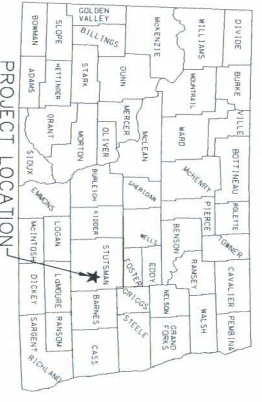 DIVIDE
BURKE
VILLE
BOTTINEAU
ROLETTE
TOWNER
CAVALIER
PEMBINA
WILLIAMS
MOUNTRAIL
WARD
McHENRY
PIERCE
BENSON
RAMSEY
WALSH
McKENZIE
McLEAN
SHERIDAN
WELLS
EDDY
NELSON
GRAND
FORKS
DUNN
MERCER
OLIVER
FOSTER
GRIGGS
STEELE
GOLDEN
VALLEY
BILLINGS
STARK
MORTON
BURLEIGH
KIDDER
STUTSMAN
BARNES
CASS
SLOPE
HETTINGER
GRANT
BOWMAN
ADAMS
SIOUX
EMMONS
LOGAN
LaMOURE
RANSOM
McINTOSH
DICKEY
SARGENT
RICHLAND
PROJECT LOCATION